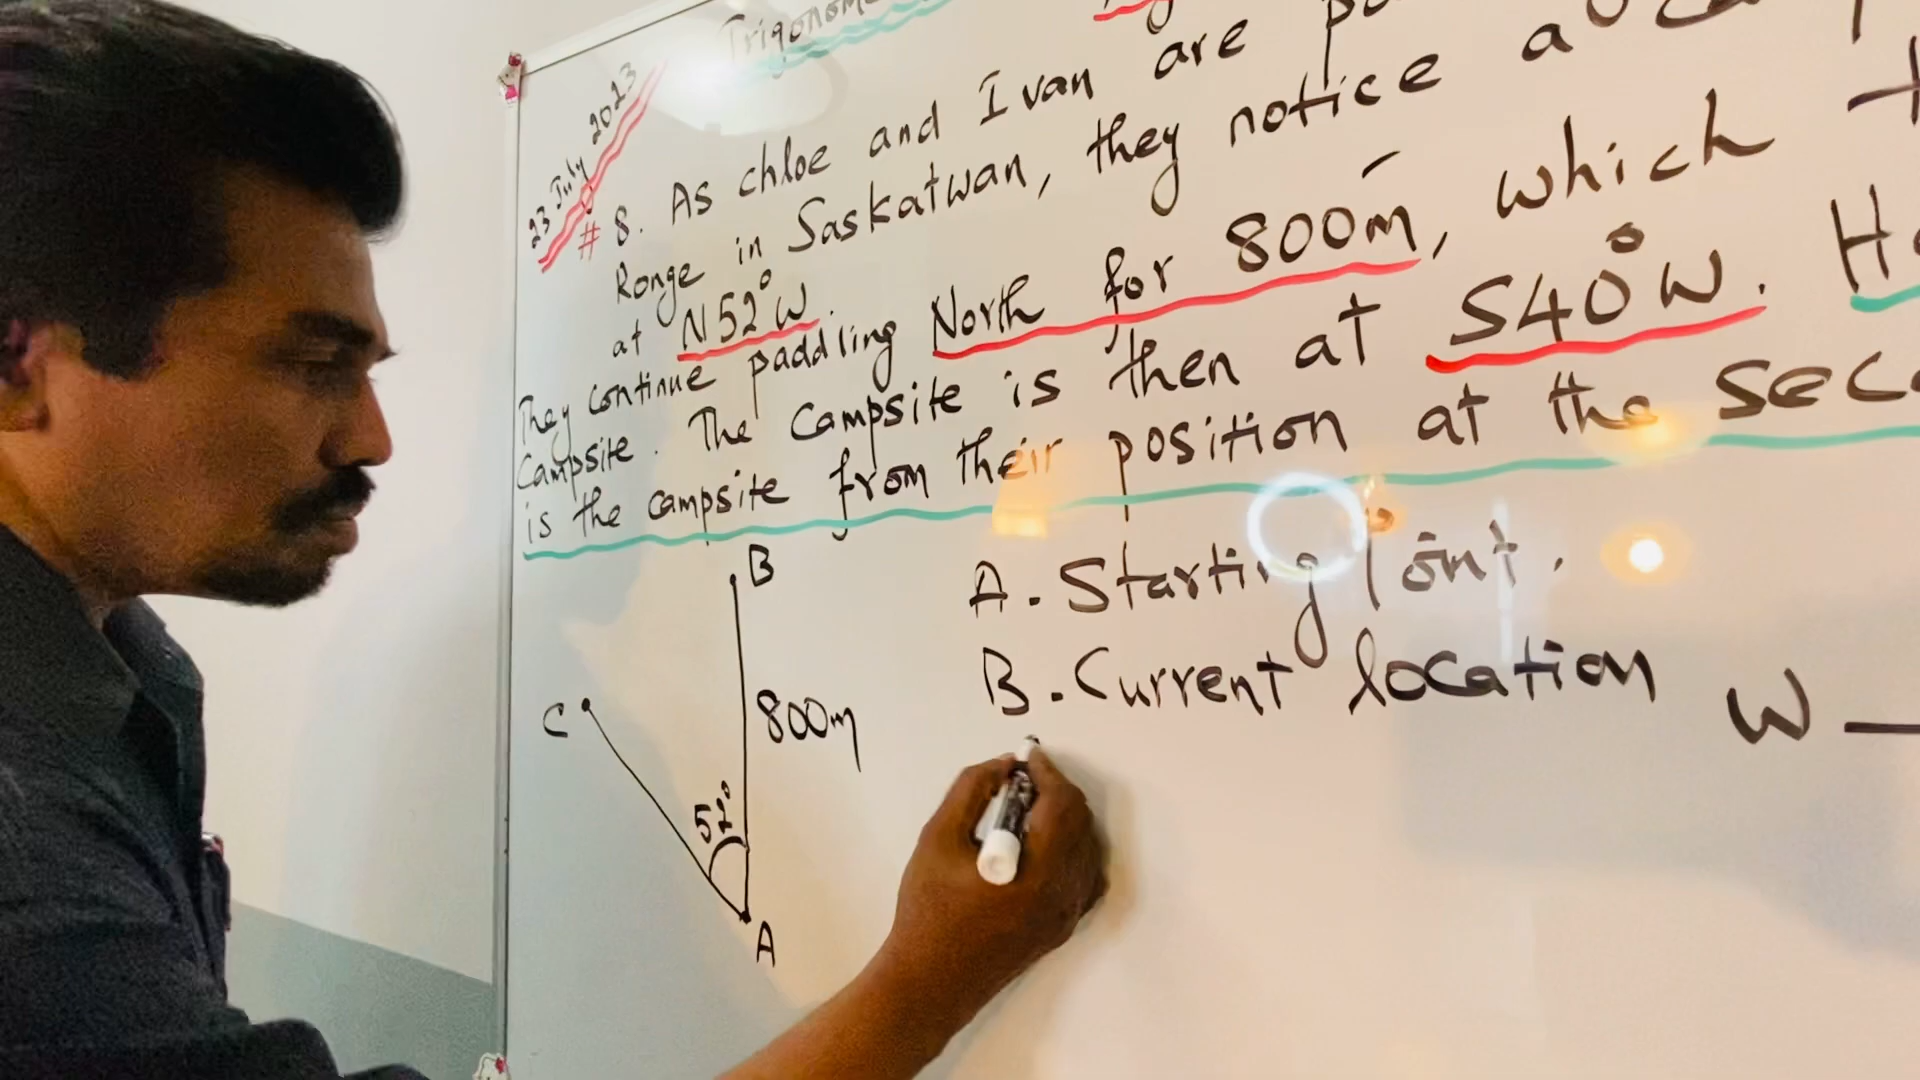 Trigonome
23 July 2023
# 8. As chloe and Ivan are
Ronge in Saskatwan, they notice a
at N52°W.
They continue paddling North for 800m, which
Campsite. The Campsite is then at S40°W.
is the campsite from their position at the Seco
B
A. Starting Point.
B. Current location
C
800m
W
52°
A